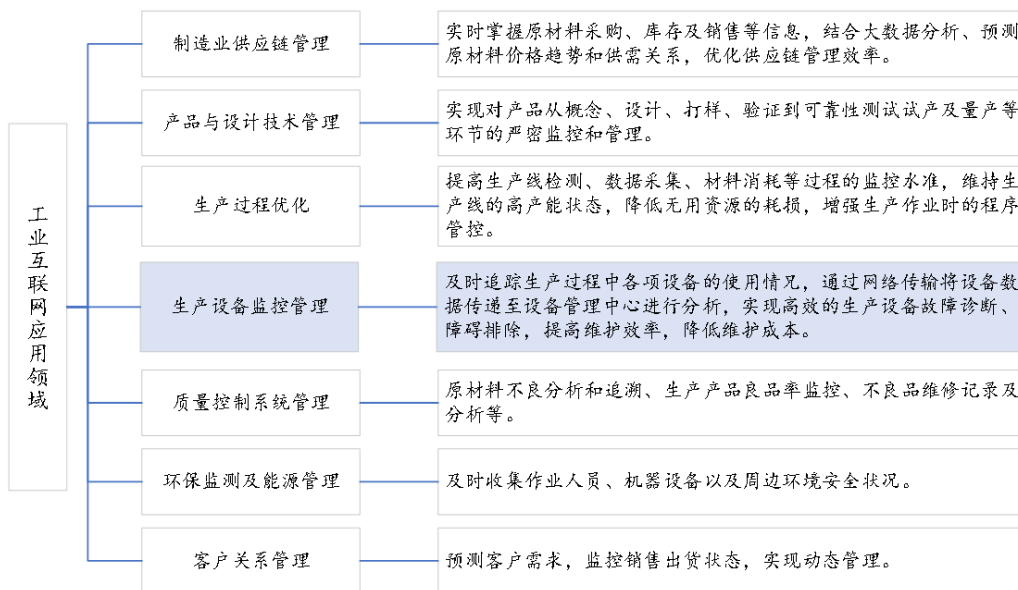 工业互联网应用领域
制造业供应链管理
实时掌握原材料采购、库存及销售等信息，结合大数据分析、预测
原材料价格趋势和供需关系，优化供应链管理效率。
产品与设计技术管理
实现对产品从概念、设计、打样、验证到可靠性测试试产及量产等
环节的严密监控和管理。
生产过程优化
提高生产线检测、数据采集、材料消耗等过程的监控水准，维持生
产线的高产能状态，降低无用资源的耗损，增强生产作业时的程序
管控。
生产设备监控管理
及时追踪生产过程中各项设备的使用情况，通过网络传输将设备数
据传递至设备管理中心进行分析，实现高效的生产设备故障诊断、
障碍排除，提高维护效率，降低维护成本。
质量控制系统管理
原材料不良分析和追溯、生产产品良品率监控、不良品维修记录及
分析等。
环保监测及能源管理
及时收集作业人员、机器设备以及周边环境安全状况。
客户关系管理
预测客户需求，监控销售出货状态，实现动态管理。